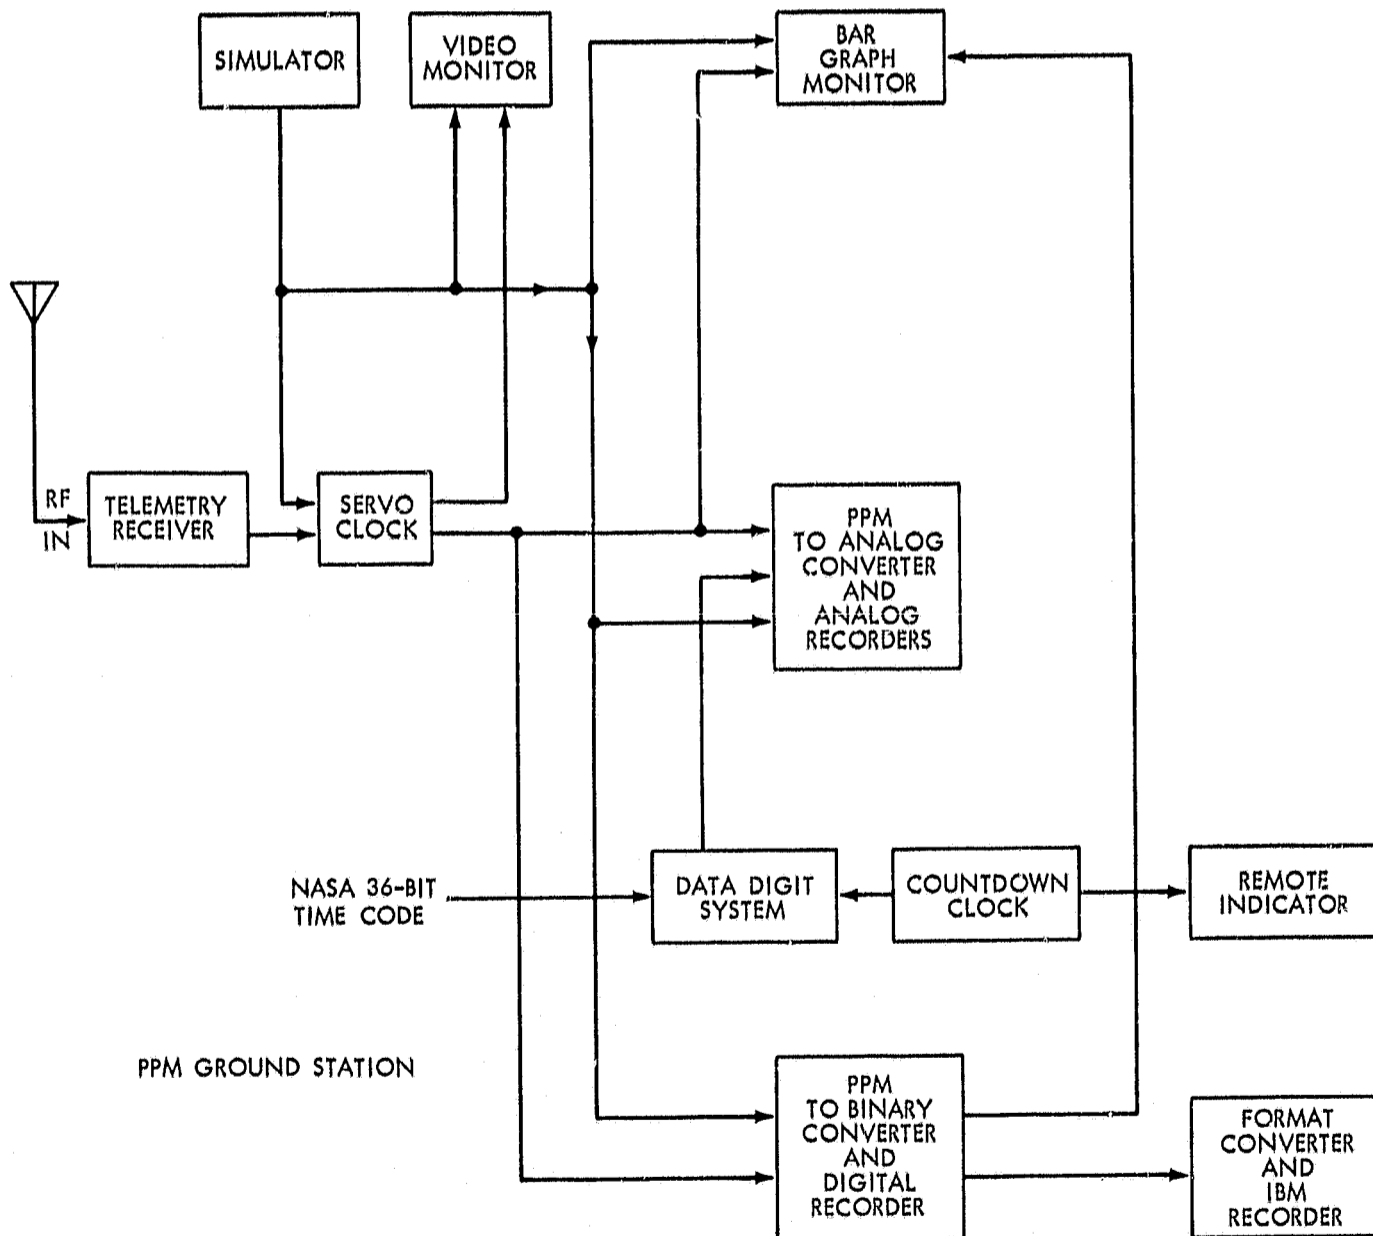 SIMULATOR
VIDEO
MONITOR
BAR
GRAPH
MONITOR
RF
IN
TELEMETRY
RECEIVER
SERVO
CLOCK
PPM
TO ANALOG
CONVERTER
AND
ANALOG
RECORDERS
NASA 36-BIT
TIME CODE
DATA DIGIT
SYSTEM
COUNTDOWN
CLOCK
REMOTE
INDICATOR
PPM GROUND STATION
PPM
TO BINARY
CONVERTER
AND
DIGITAL
RECORDER
FORMAT
CONVERTER
AND
IBM
RECORDER